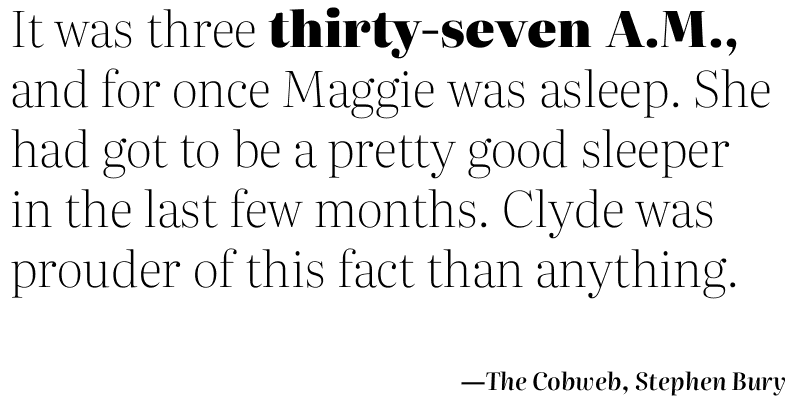 It was three thirty-seven A.M.,
and for once Maggie was asleep. She
had got to be a pretty good sleeper
in the last few months. Clyde was
prouder of this fact than anything.
—The Cobweb, Stephen Bury